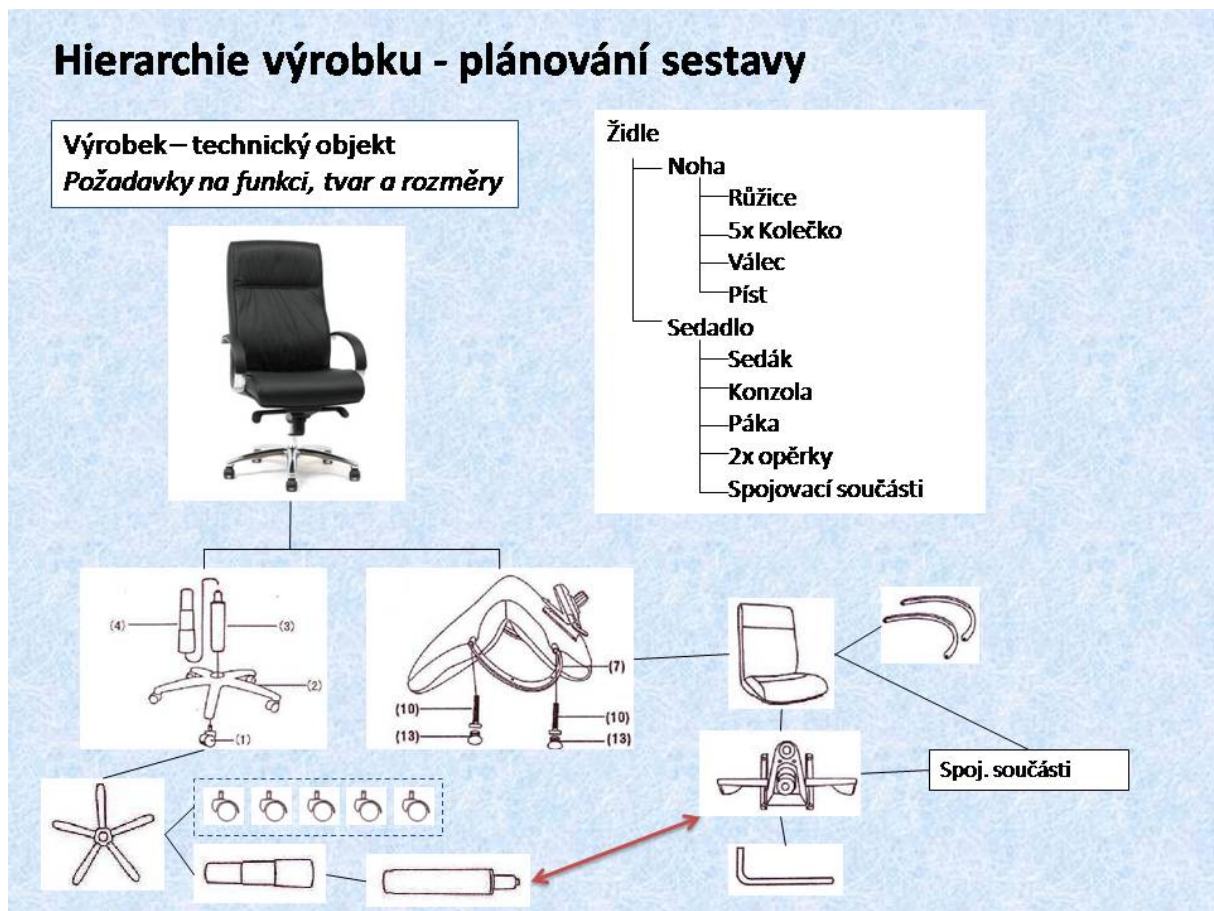 Hierarchie výrobku - plánování sestavy
Výrobek – technický objekt
Požadavky na funkci, tvar a rozměry
Židle
Noha
Růžice
5x Kolečko
Válec
Píst
Sedadlo
Sedák
Konzola
Páka
2x opěrky
Spojovací součásti
(4)
(3)
(2)
(1)
(7)
(10)
(10)
(13)
(13)
Spoj. součásti